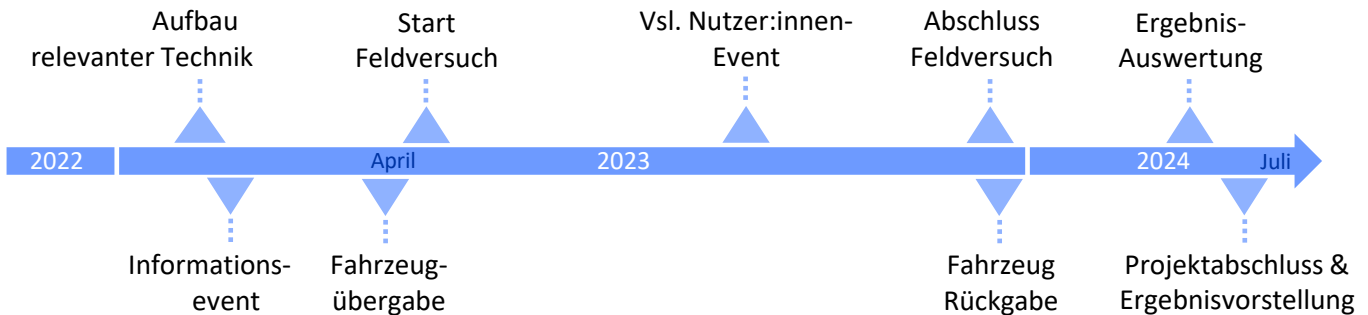 Aufbau
relevanter Technik
Start
Feldversuch
Vsl. Nutzer:innen-
Event
Abschluss
Feldversuch
Ergebnis-
Auswertung
2022
April
2023
2024
Juli
Informations-
event
Fahrzeug-
übergabe
Fahrzeug
Rückgabe
Projektabschluss &
Ergebnisvorstellung